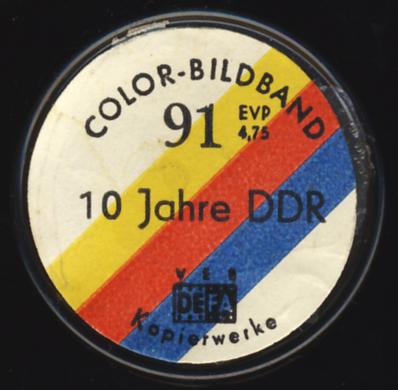 COLOR-BILDBAND
91 EVP
4,75
10 Jahre DDR
VEB
DEFA
Kopierwerke